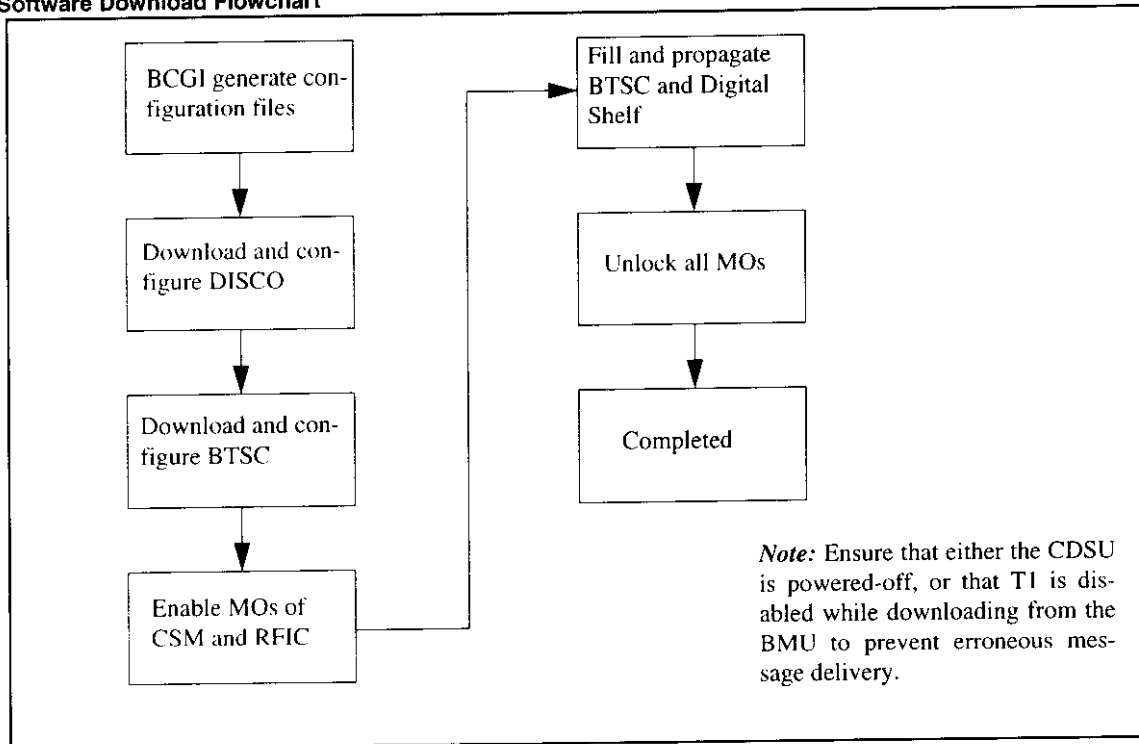 Software Download Flowchart
BCGI generate con-
figuration files
Download and con-
figure DISCO
Download and con-
figure BTSC
Enable MOs of
CSM and RFIC
Fill and propagate
BTSC and Digital
Shelf
Unlock all MOs
Completed
Note: Ensure that either the CDSU
is powered-off, or that T1 is dis-
abled while downloading from the
BMU to prevent erroneous mes-
sage delivery.